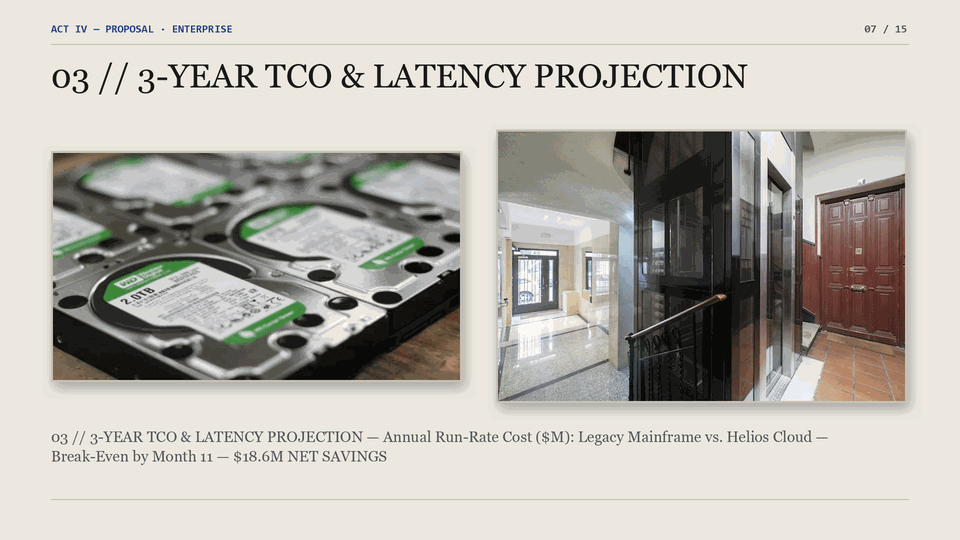 ACT IV — PROPOSAL · ENTERPRISE
07 / 15
03 // 3-YEAR TCO & LATENCY PROJECTION
2.0TB
03 // 3-YEAR TCO & LATENCY PROJECTION — Annual Run-Rate Cost ($M): Legacy Mainframe vs. Helios Cloud —
Break-Even by Month 11 — $18.6M NET SAVINGS